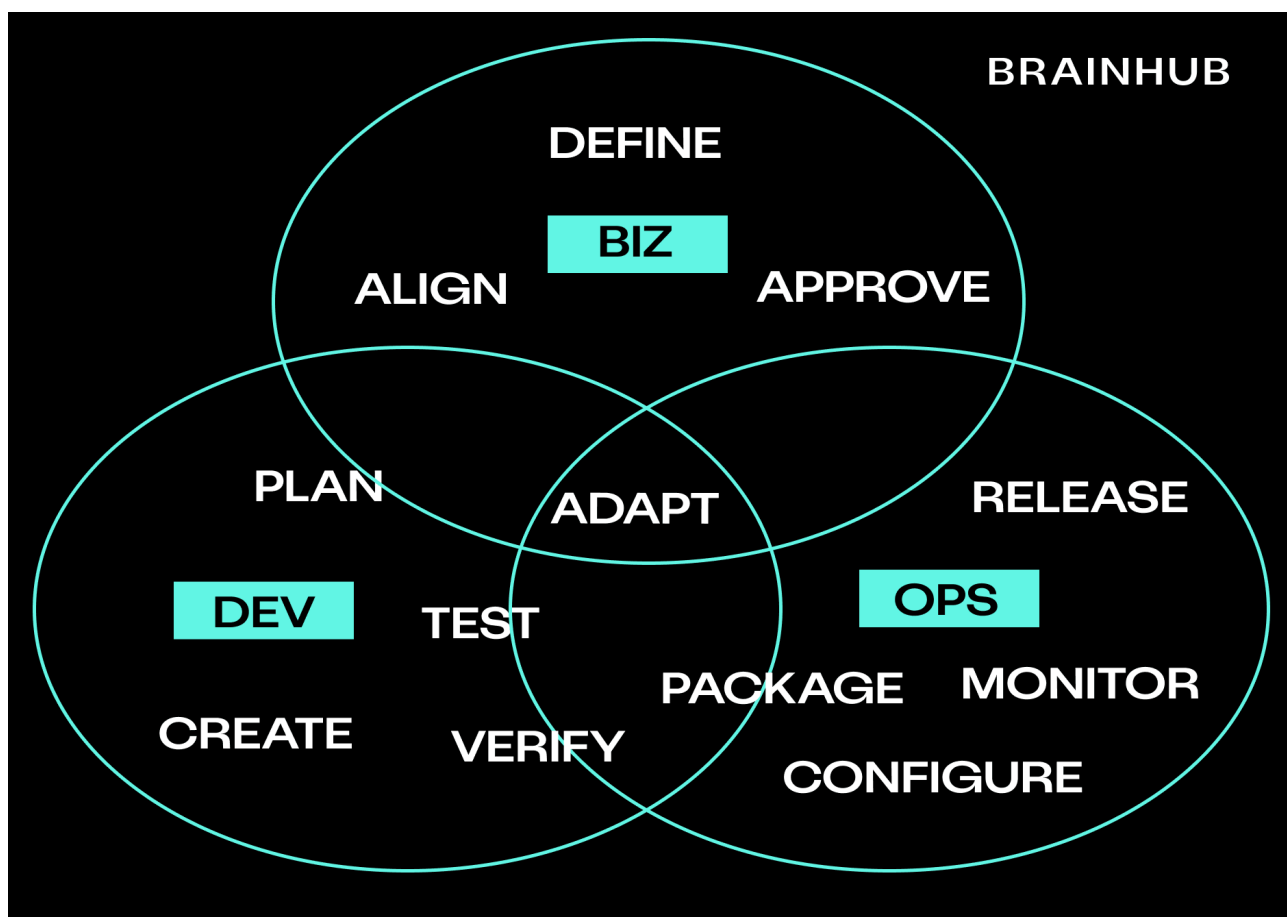 BRAINHUB
DEFINE
BIZ
ALIGN
APPROVE
PLAN
ADAPT
RELEASE
DEV
TEST
OPS
PACKAGE
MONITOR
CREATE
VERIFY
CONFIGURE